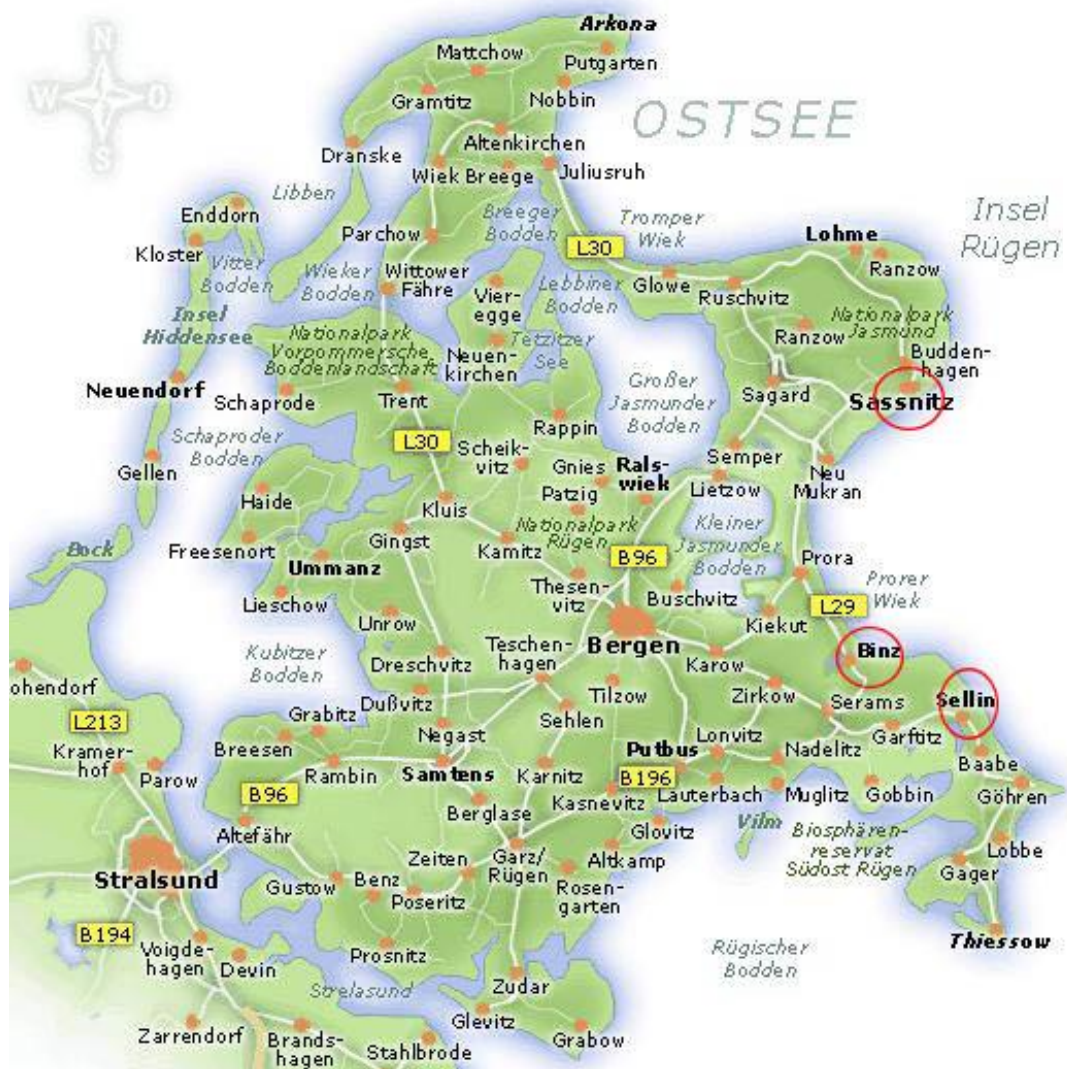 N
W
O
S
Arkona
Mattchow
Putgarten
Gramtitz
Nobbin
OSTSEE
Altenkirchen
Dranske
Wiek
Breege
Juliusruh
Libben
Enddorn
Breeger
Bodden
Tromper
Wiek
Insel
Rügen
Kloster
Vitter
Bodden
Parchow
L30
Lohme
Ranzow
Wieker
Bodden
Wittower
Fähre
Vier-
egge
Lebbiner
Bodden
Glowe
Ruschvitz
Insel
Hiddensee
Nationalpark
Vorpommersche
Boddenlandschaft
Neuen-
kirchen
Tetzitzer
See
Ranzow
Nationalpark
Jasmund
Budden-
hagen
Neuendorf
Schaprode
Trent
Großer
Jasmunder
Bodden
Sagard
Sassnitz
Schaproder
Bodden
L30
Rappin
Gellen
Scheik-
vitz
Gnies
Patzig
Rals-
wiek
Semper
Lietzow
Neu
Mukran
Haide
Kluis
Nationalpark
Rügen
Kleiner
Jasmunder
Bodden
Bock
Freesenort
Gingst
Kamitz
B96
Prora
Ummanz
Thesen-
vitz
Buschvitz
Prorer
Wiek
Lieschow
L29
Unrow
Kiekut
Kubitzer
Bodden
Dreschvitz
Teschen-
hagen
Bergen
Karow
Binz
ohendorf
Dußvitz
Tilzow
Zirkow
Serams
Sellin
L213
Grabitz
Sehlen
Kramer-
hof
Breesen
Negast
Putbus
Lonvitz
Nadelitz
Garftitz
Parow
Rambin
Samtens
Karnitz
B196
Baabe
B96
Berglase
Kasnevitz
Lauterbach
Muglitz
Gobbin
Göhren
Altefähr
Glovitz
Vilm
Biosphären-
reservat
Südost Rügen
Lobbe
Stralsund
Zeiten
Garz/
Rügen
Altkamp
Gager
Gustow
Benz
Poseritz
Rosen-
garten
B194
Voigde-
hagen
Devin
Prosnitz
Rügischer
Bodden
Thiessow
Strelasund
Zudar
Zarrendorf
Brands-
hagen
Glevitz
Stahlbrode
Grabow